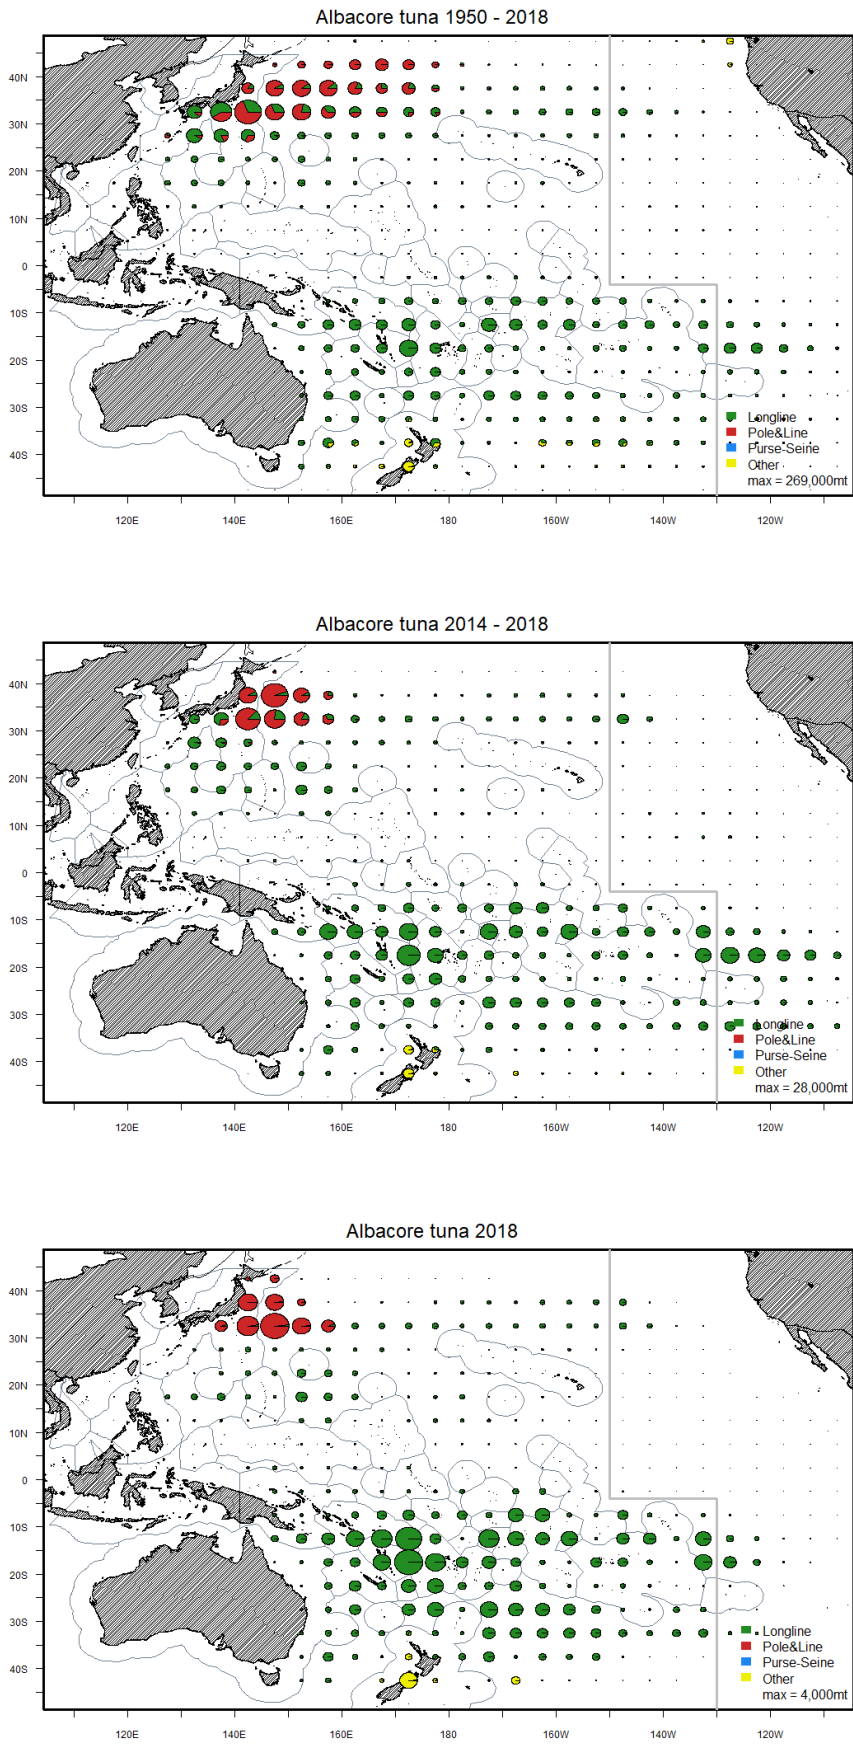 Albacore tuna 1950 - 2018
40N
30N
20N
10N
0
10S
20S
30S
40S
Longline
Pole&Line
Purse-Seine
Other
max = 269,000mt
120E 140E 160E 180 160W 140W 120W
Albacore tuna 2014 - 2018
40N
30N
20N
10N
0
10S
20S
30S
40S
Longline
Pole&Line
Purse-Seine
Other
max = 28,000mt
120E 140E 160E 180 160W 140W 120W
Albacore tuna 2018
40N
30N
20N
10N
0
10S
20S
30S
40S
Longline
Pole&Line
Purse-Seine
Other
max = 4,000mt
120E 140E 160E 180 160W 140W 120W